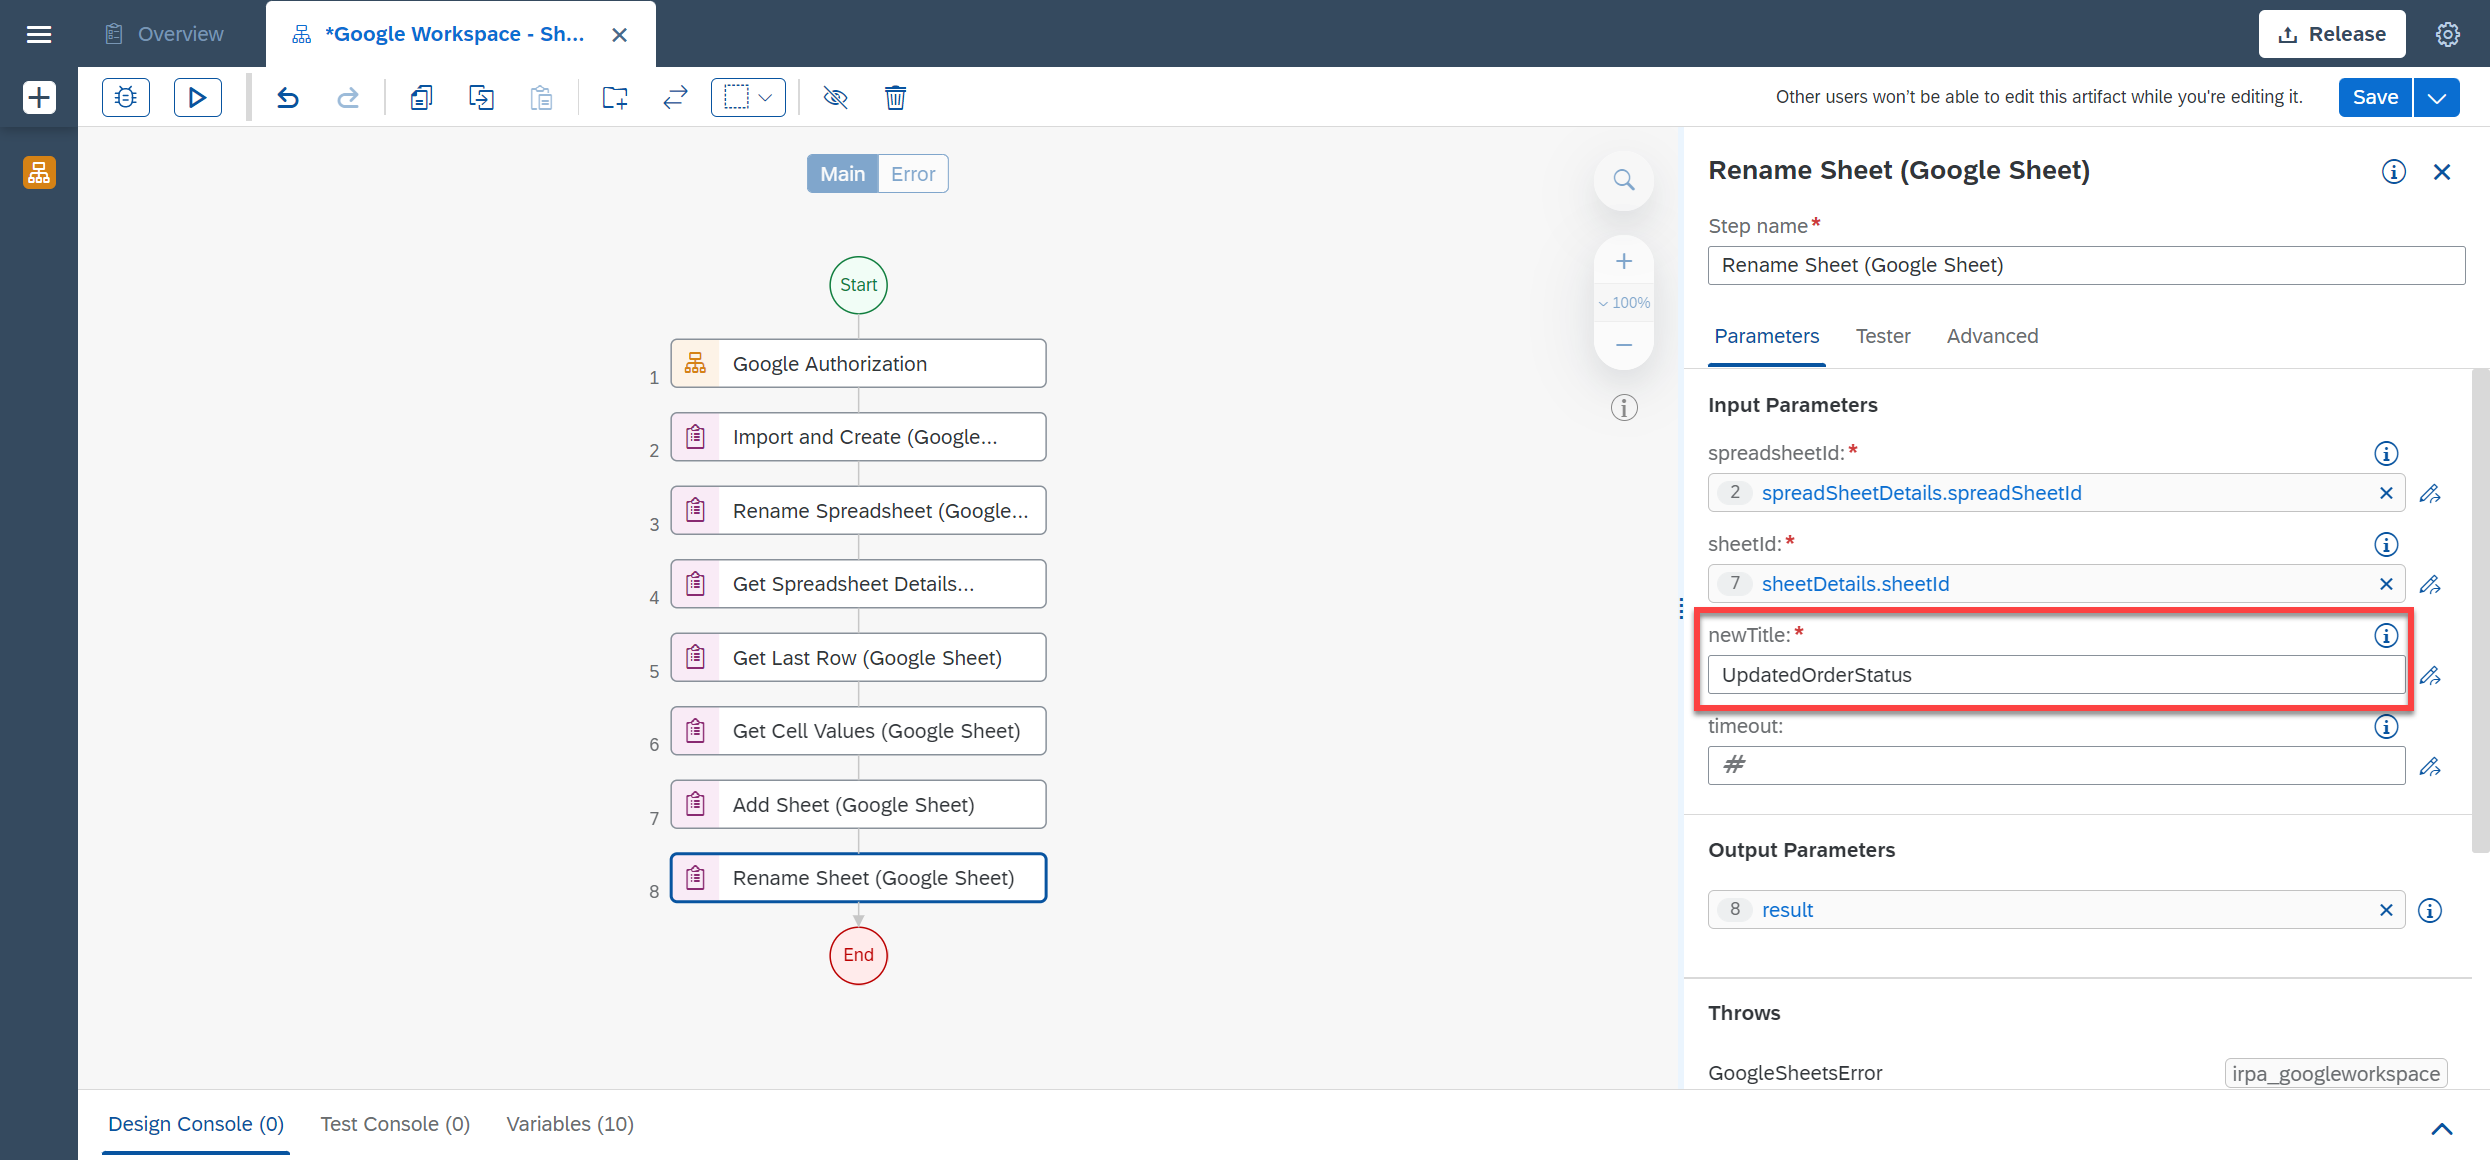 Overview
*Google Workspace - Sh...
Release
Other users won't be able to edit this artifact while you're editing it.
Save
Main
Error
100%
Start
1
Google Authorization
2
Import and Create (Google...
3
Rename Spreadsheet (Google...
4
Get Spreadsheet Details...
5
Get Last Row (Google Sheet)
6
Get Cell Values (Google Sheet)
7
Add Sheet (Google Sheet)
8
Rename Sheet (Google Sheet)
End
Rename Sheet (Google Sheet)
Step name*
Rename Sheet (Google Sheet)
Parameters
Tester
Advanced
Input Parameters
spreadsheetId:*
2 spreadSheetDetails.spreadSheetId
sheetId:*
7 sheetDetails.sheetId
newTitle:*
UpdatedOrderStatus
timeout:
#
Output Parameters
8 result
Throws
GoogleSheetsError
irpa_googleworkspace
Design Console (0)
Test Console (0)
Variables (10)